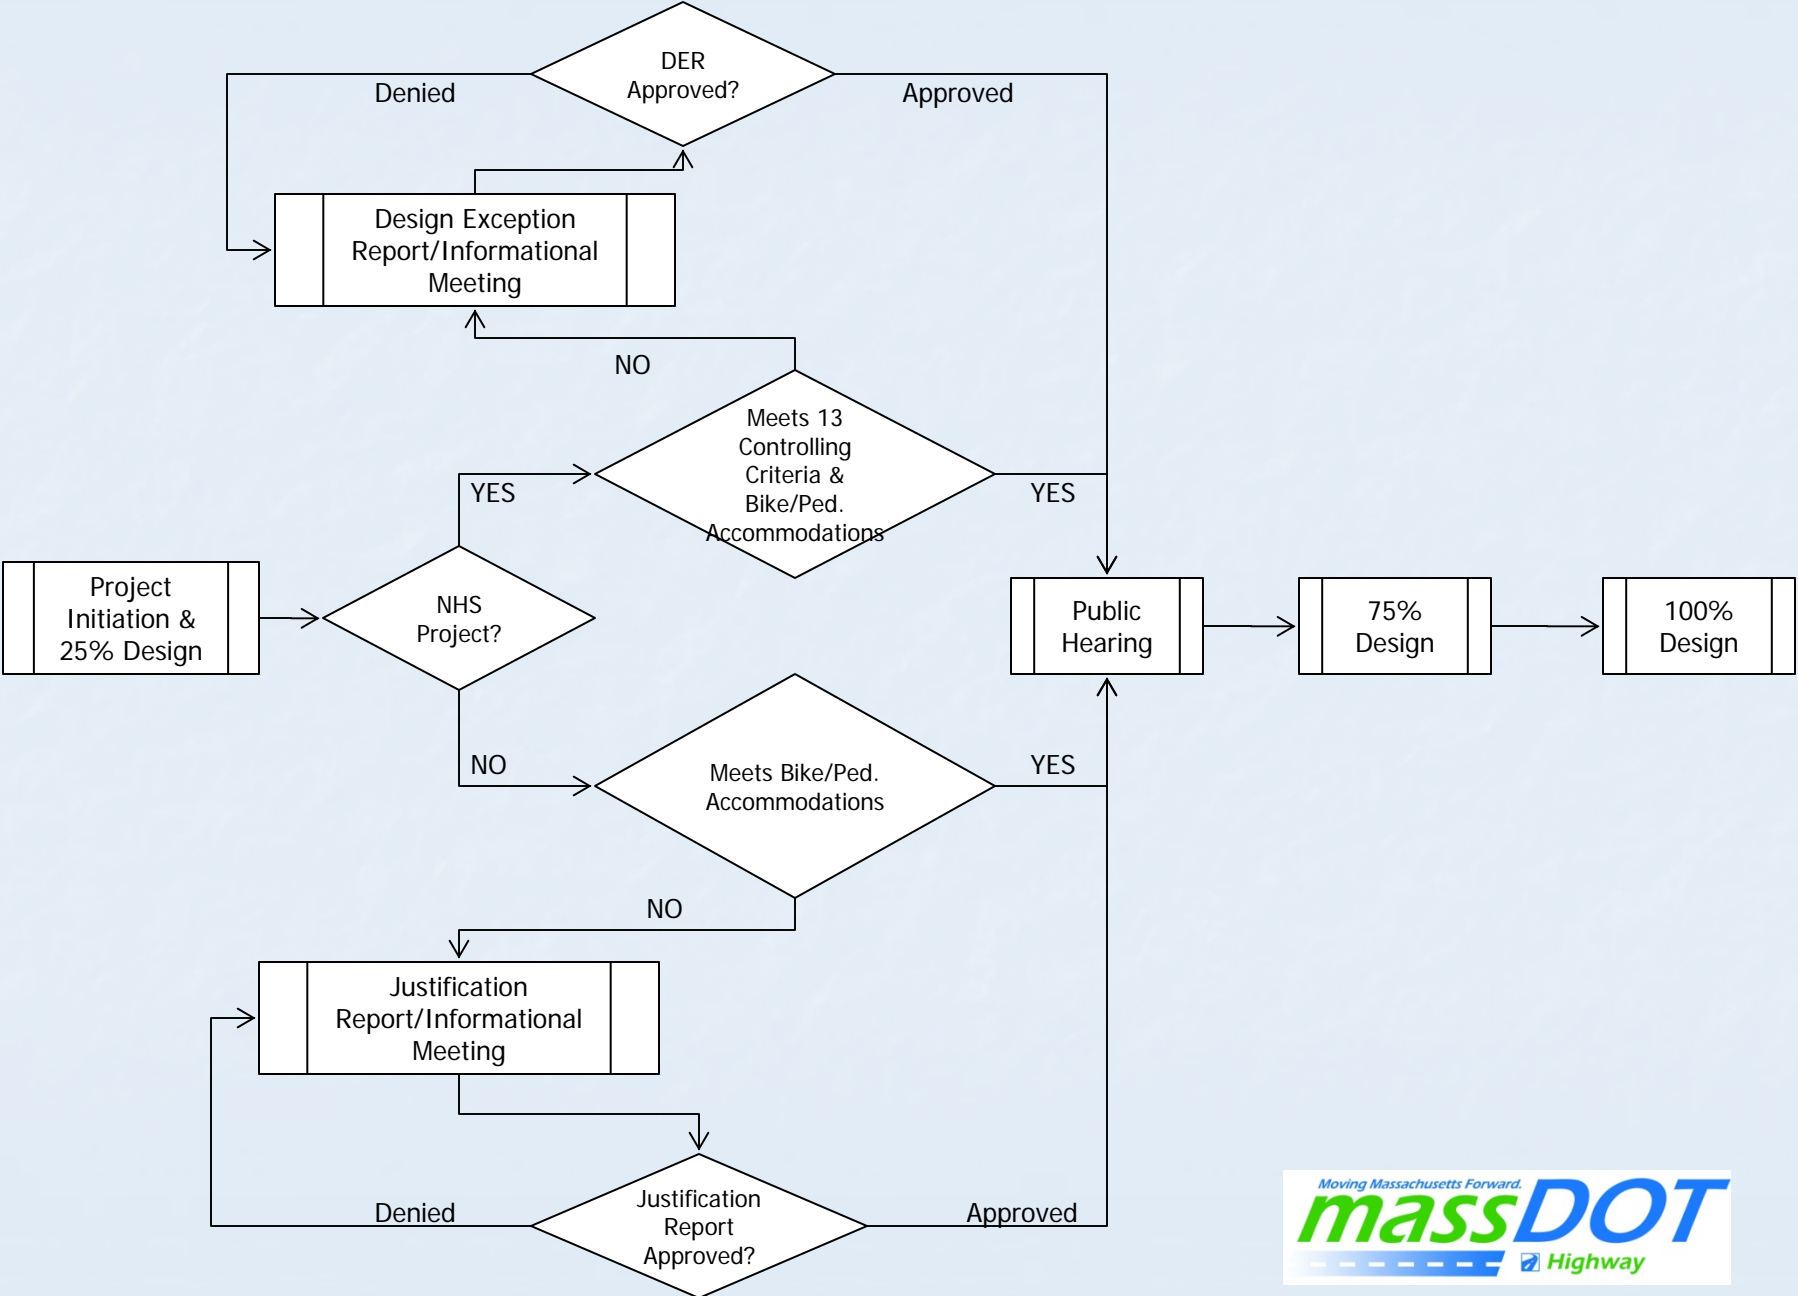 DER
Approved?
Denied
Approved
Design Exception
Report/Informational
Meeting
NO
Meets 13
Controlling
Criteria &
Bike/Ped.
Accommodations
YES
YES
Project
Initiation &
25% Design
NHS
Project?
Public
Hearing
75%
Design
100%
Design
NO
Meets Bike/Ped.
Accommodations
YES
NO
Justification
Report/Informational
Meeting
Denied
Justification
Report
Approved?
Approved
Moving Massachusetts Forward.
massDOT
Highway